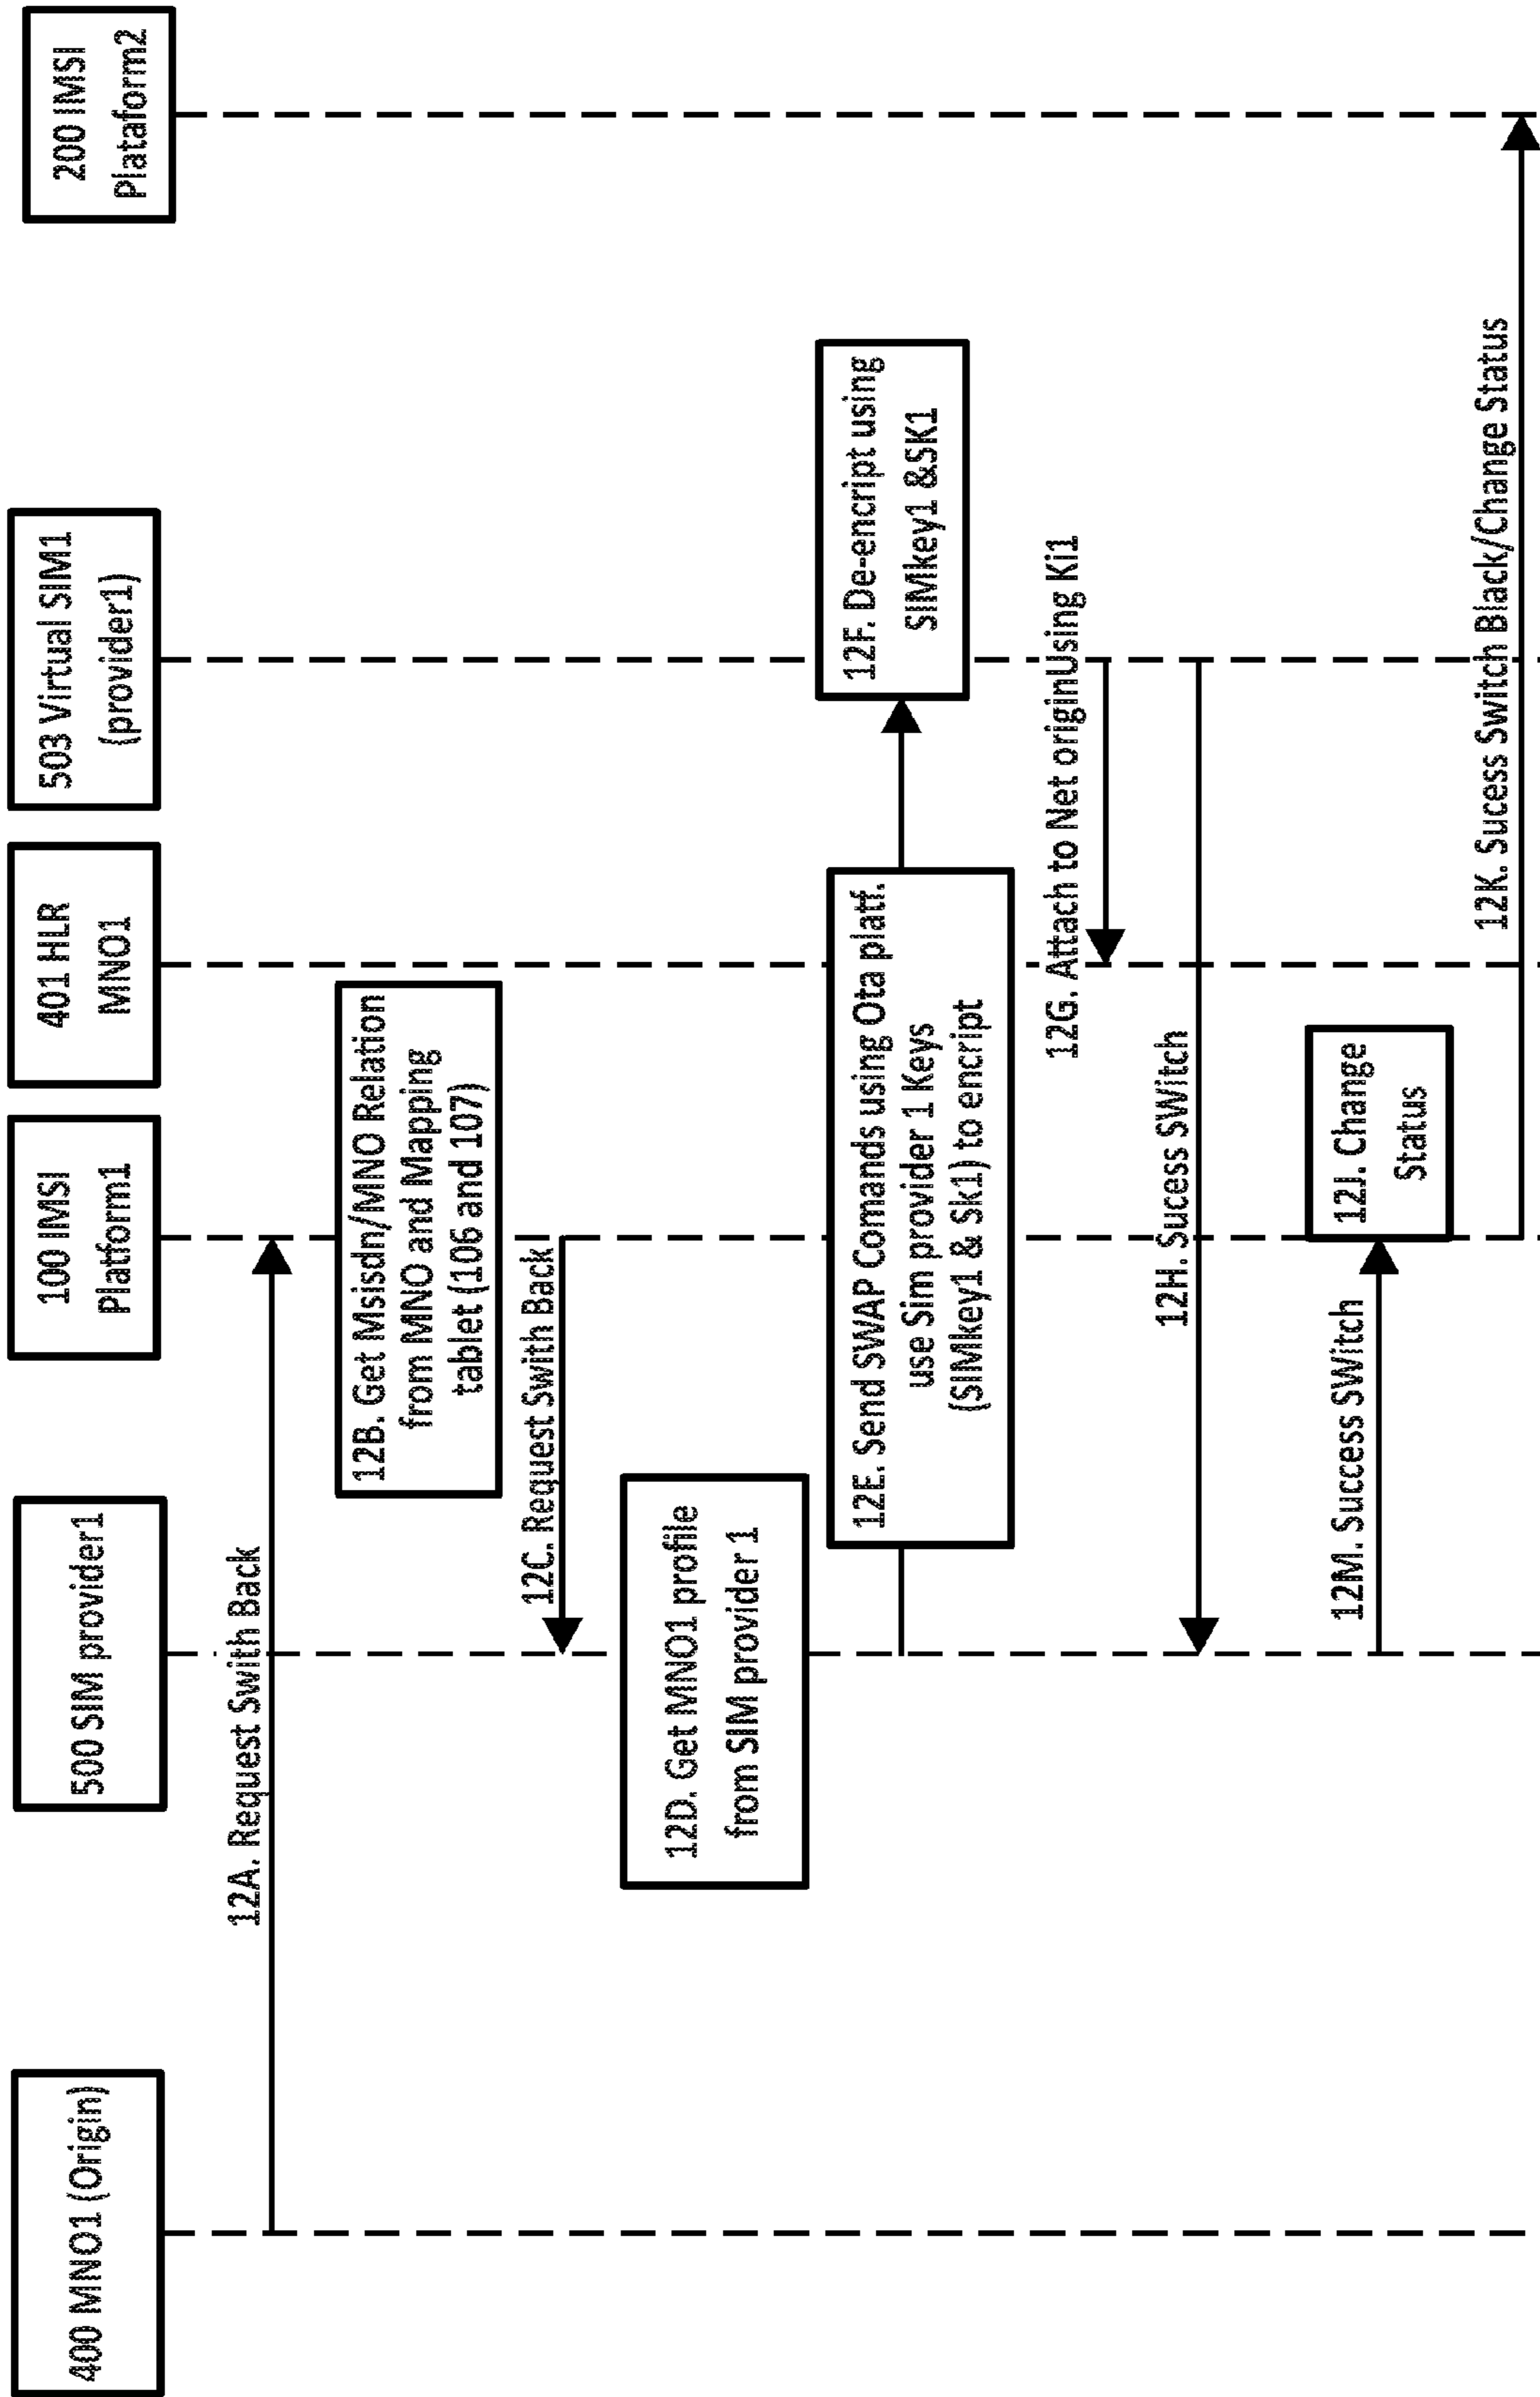 400 MNO1 (Origin)
500 SIM provider1
100 IMSI
Platform1
401 HLR
MNO1
503 Virtual SIM1
(provider1)
200 IMSI
Plataform2
12A. Request Swith Back
12B. Get Msisdn/MNO Relation
from MNO and Mapping
tablet (106 and 107)
12C. Request Swith Back
12D. Get MNO1 profile
from SIM provider 1
12E. Send SWAP Comands using Ota platf.
use Sim provider 1 Keys
(SIMkey1 & Sk1) to encript
12F. De-encript using
SIMkey1 &SK1
12G. Attach to Net originUsing Ki1
12H. Sucess SWitch
12M. Success SWitch
12J. Change
Status
12K. Sucess Switch Black/Change Status